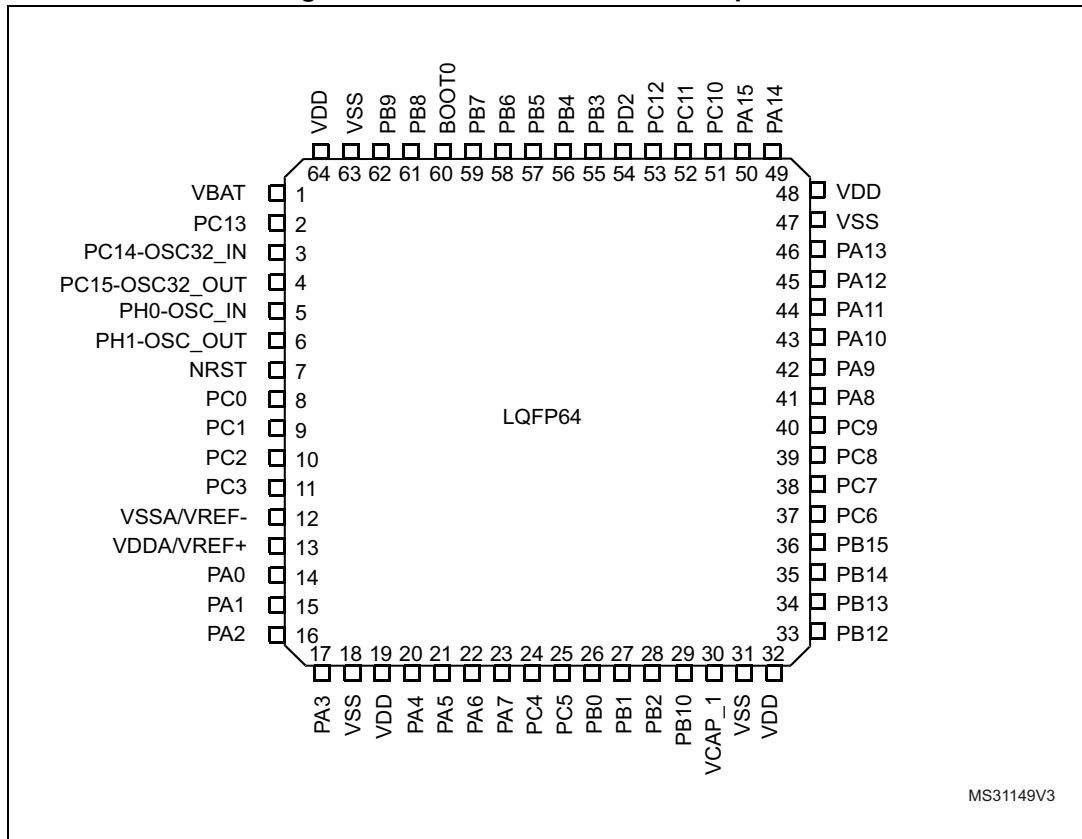 VDD VSS PB9 PB8 BOOT0 PB7 PB6 PB5 PB4 PB3 PD2 PC12 PC11 PC10 PA15 PA14
64 63 62 61 60 59 58 57 56 55 54 53 52 51 50 49
VBAT 1 48 VDD
PC13 2 47 VSS
PC14-OSC32_IN 3 46 PA13
PC15-OSC32_OUT 4 45 PA12
PH0-OSC_IN 5 44 PA11
PH1-OSC_OUT 6 43 PA10
NRST 7 42 PA9
PC0 8 41 PA8
PC1 9 LQFP64 40 PC9
PC2 10 39 PC8
PC3 11 38 PC7
VSSA/VREF- 12 37 PC6
VDDA/VREF+ 13 36 PB15
PA0 14 35 PB14
PA1 15 34 PB13
PA2 16 33 PB12
17 18 19 20 21 22 23 24 25 26 27 28 29 30 31 32
PA3 VSS VDD PA4 PA5 PA6 PA7 PC4 PC5 PB0 PB1 PB2 PB10 VCAP_1 VSS VDD
MS31149V3